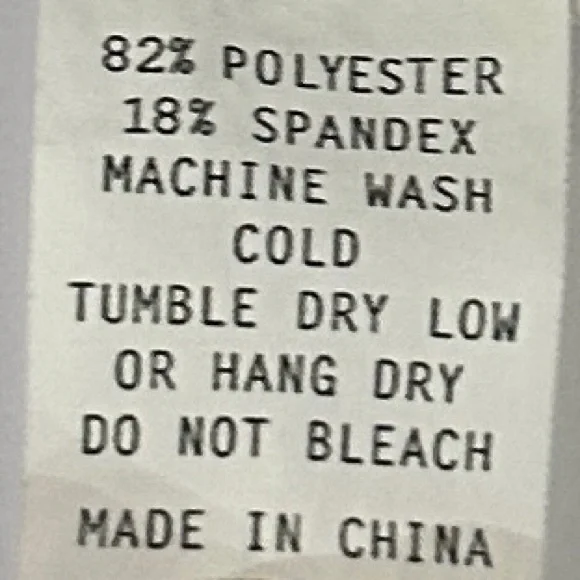 82% POLYESTER
18% SPANDEX
MACHINE WASH
COLD
TUMBLE DRY LOW
OR HANG DRY
DO NOT BLEACH
MADE IN CHINA